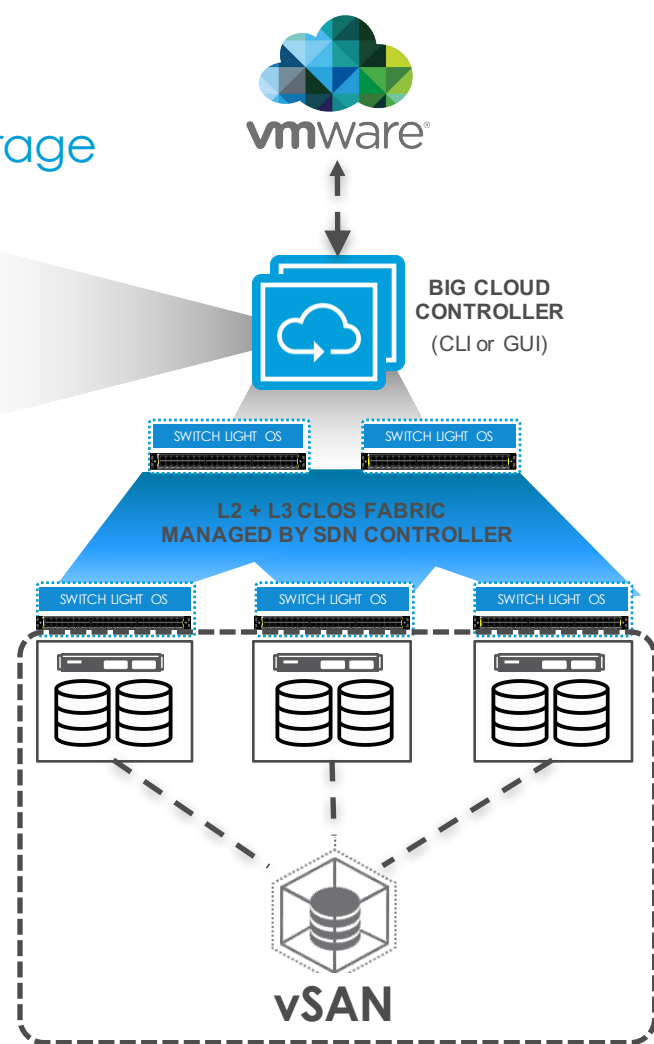 vmware®
rage
BIG CLOUD
CONTROLLER
(CLI or GUI)
SWITCH LIGHT OS
SWITCH LIGHT OS
L2 + L3 CLOS FABRIC
MANAGED BY SDN CONTROLLER
SWITCH LIGHT OS
SWITCH LIGHT OS
SWITCH LIGHT OS
vSAN